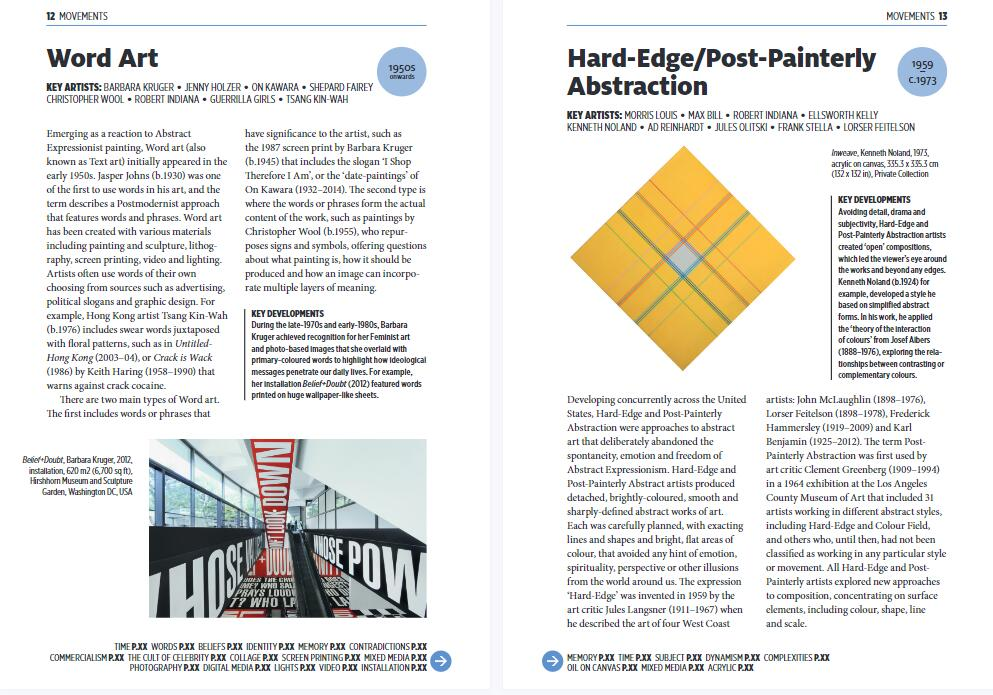 12 MOVEMENTS
Word Art
1950s
onwards
KEY ARTISTS: BARBARA KRUGER • JENNY HOLZER • ON KAWARA • SHEPARD FAIREY
CHRISTOPHER WOOL • ROBERT INDIANA • GUERRILLA GIRLS • TSANG KIN-WAH
Emerging as a reaction to Abstract
Expressionist painting, Word art (also
known as Text art) initially appeared in the
early 1950s. Jasper Johns (b.1930) was one
of the first to use words in his art, and the
term describes a Postmodernist approach
that features words and phrases. Word art
has been created with various materials
including painting and sculpture, lithog-
raphy, screen printing, video and lighting.
Artists often use words of their own
choosing from sources such as advertising,
political slogans and graphic design. For
example, Hong Kong artist Tsang Kin-Wah
(b.1976) includes swear words juxtaposed
with floral patterns, such as in Untitled-
Hong Kong (2003–04), or Crack is Wack
(1986) by Keith Haring (1958–1990) that
warns against crack cocaine.
There are two main types of Word art.
The first includes words or phrases that
have significance to the artist, such as
the 1987 screen print by Barbara Kruger
(b.1945) that includes the slogan ‘I Shop
Therefore I Am’, or the ‘date-paintings’ of
On Kawara (1932–2014). The second type is
where the words or phrases form the actual
content of the work, such as paintings by
Christopher Wool (b.1955), who repur-
poses signs and symbols, offering questions
about what painting is, how it should be
produced and how an image can incorpo-
rate multiple layers of meaning.
KEY DEVELOPMENTS
During the late-1970s and early-1980s, Barbara
Kruger achieved recognition for her Feminist art
and photo-based images that she overlaid with
primary-coloured words to highlight how ideological
messages penetrate our daily lives. For example,
her installation Belief+Doubt (2012) featured words
printed on huge wallpaper-like sheets.
Belief+Doubt, Barbara Kruger, 2012,
installation, 620 m2 (6,700 sq ft),
Hirshhorn Museum and Sculpture
Garden, Washington DC, USA
LOOK DOWN
WHOSE POW
TIME P.XX WORDS P.XX BELIEFS P.XX IDENTITY P.XX MEMORY P.XX CONTRADICTIONS P.XX
COMMERCIALISM P.XX THE CULT OF CELEBRITY P.XX COLLAGE P.XX SCREEN PRINTING P.XX MIXED MEDIA P.XX
PHOTOGRAPHY P.XX DIGITAL MEDIA P.XX LIGHTS P.XX VIDEO P.XX INSTALLATION P.XX
MOVEMENTS 13
Hard-Edge/Post-Painterly
Abstraction
1959
–
c.1973
KEY ARTISTS: MORRIS LOUIS • MAX BILL • ROBERT INDIANA • ELLSWORTH KELLY
KENNETH NOLAND • AD REINHARDT • JULES OLITSKI • FRANK STELLA • LORSER FEITELSON
Inweave, Kenneth Noland, 1973,
acrylic on canvas, 335.3 x 335.3 cm
(132 x 132 in), Private Collection
KEY DEVELOPMENTS
Avoiding detail, drama and
subjectivity, Hard-Edge and
Post-Painterly Abstraction artists
created ‘open’ compositions,
which led the viewer’s eye around
the works and beyond any edges.
Kenneth Noland (b.1924) for
example, developed a style he
based on simplified abstract
forms. In his work, he applied
the ‘theory of the interaction
of colours’ from Josef Albers
(1888–1976), exploring the rela-
tionships between contrasting or
complementary colours.
Developing concurrently across the United
States, Hard-Edge and Post-Painterly
Abstraction were approaches to abstract
art that deliberately abandoned the
spontaneity, emotion and freedom of
Abstract Expressionism. Hard-Edge and
Post-Painterly Abstract artists produced
detached, brightly-coloured, smooth and
sharply-defined abstract works of art.
Each was carefully planned, with exacting
lines and shapes and bright, flat areas of
colour, that avoided any hint of emotion,
spirituality, perspective or other illusions
from the world around us. The expression
‘Hard-Edge’ was invented in 1959 by the
art critic Jules Langsner (1911–1967) when
he described the art of four West Coast
artists: John McLaughlin (1898–1976),
Lorser Feitelson (1898–1978), Frederick
Hammersley (1919–2009) and Karl
Benjamin (1925–2012). The term Post-
Painterly Abstraction was first used by
art critic Clement Greenberg (1909–1994)
in a 1964 exhibition at the Los Angeles
County Museum of Art that included 31
artists working in different abstract styles,
including Hard-Edge and Colour Field,
and others who, until then, had not been
classified as working in any particular style
or movement. All Hard-Edge and Post-
Painterly artists explored new approaches
to composition, concentrating on surface
elements, including colour, shape, line
and scale.
MEMORY P.XX TIME P.XX SUBJECT P.XX DYNAMISM P.XX COMPLEXITIES P.XX
OIL ON CANVAS P.XX MIXED MEDIA P.XX ACRYLIC P.XX